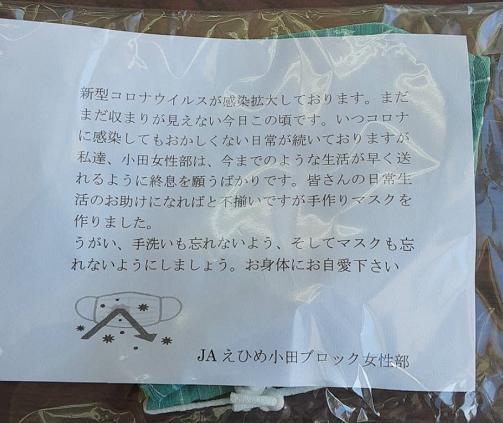 新型コロナウイルスが感染拡大しております。まだ
まだ収まりが見えない今日この頃です。いつコロナ
に感染してもおかしくない日常が続いておりますが
私達、小田女性部は、今までのような生活が早く送
れるように終息を願うばかりです。皆さんの日常生
活のお助けになればと不揃いですが手作りマスクを
作りました。
うがい、手洗いも忘れないよう、そしてマスクも忘
れないようにしましょう。お身体にお自愛下さい
JAえひめ小田ブロック女性部